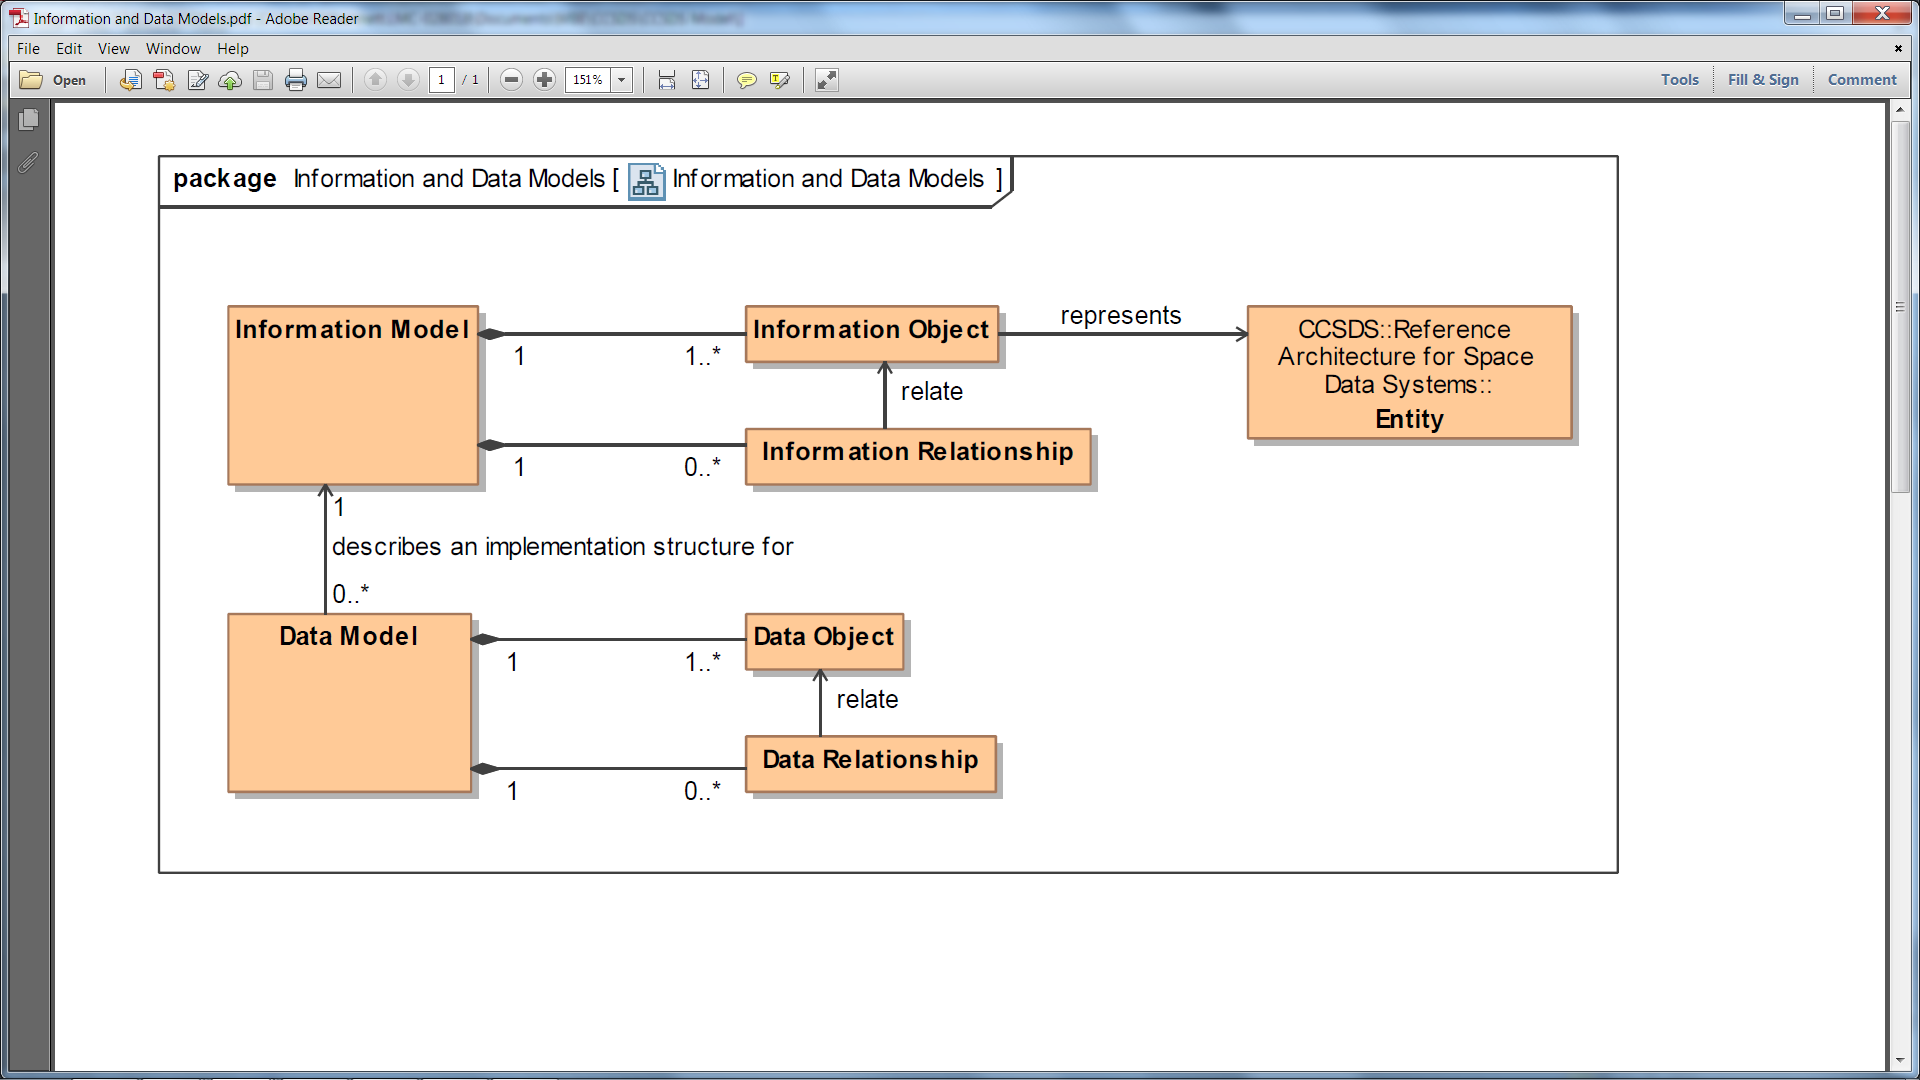 Information and Data Models.pdf - Adobe Reader
File Edit View Window Help
Open 1 / 1 151% Tools Fill & Sign Comment
package Information and Data Models [ Information and Data Models ]
Information Model
1
1..*
Information Object
represents
CCSDS::Reference
Architecture for Space
Data Systems::
Entity
relate
1
0..*
Information Relationship
1
describes an implementation structure for
0..*
Data Model
1
1..*
Data Object
relate
1
0..*
Data Relationship